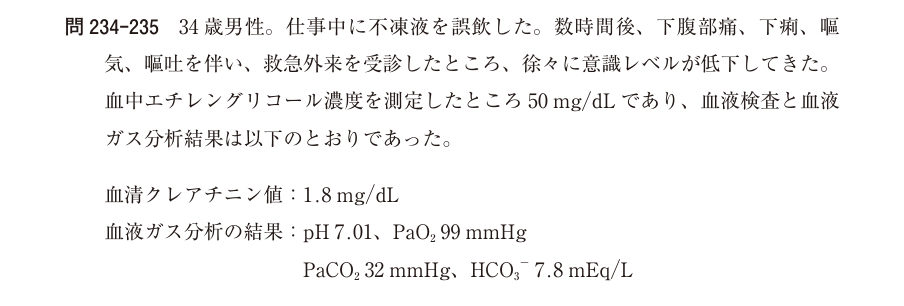 問 234-235　34 歳男性。仕事中に不凍液を誤飲した。数時間後、下腹部痛、下痢、嘔
気、嘔吐を伴い、救急外来を受診したところ、徐々に意識レベルが低下してきた。
血中エチレングリコール濃度を測定したところ 50 mg/dL であり、血液検査と血液
ガス分析結果は以下のとおりであった。
血清クレアチニン値：1.8 mg/dL
血液ガス分析の結果：pH 7.01、PaO₂ 99 mmHg
PaCO₂ 32 mmHg、HCO₃⁻ 7.8 mEq/L